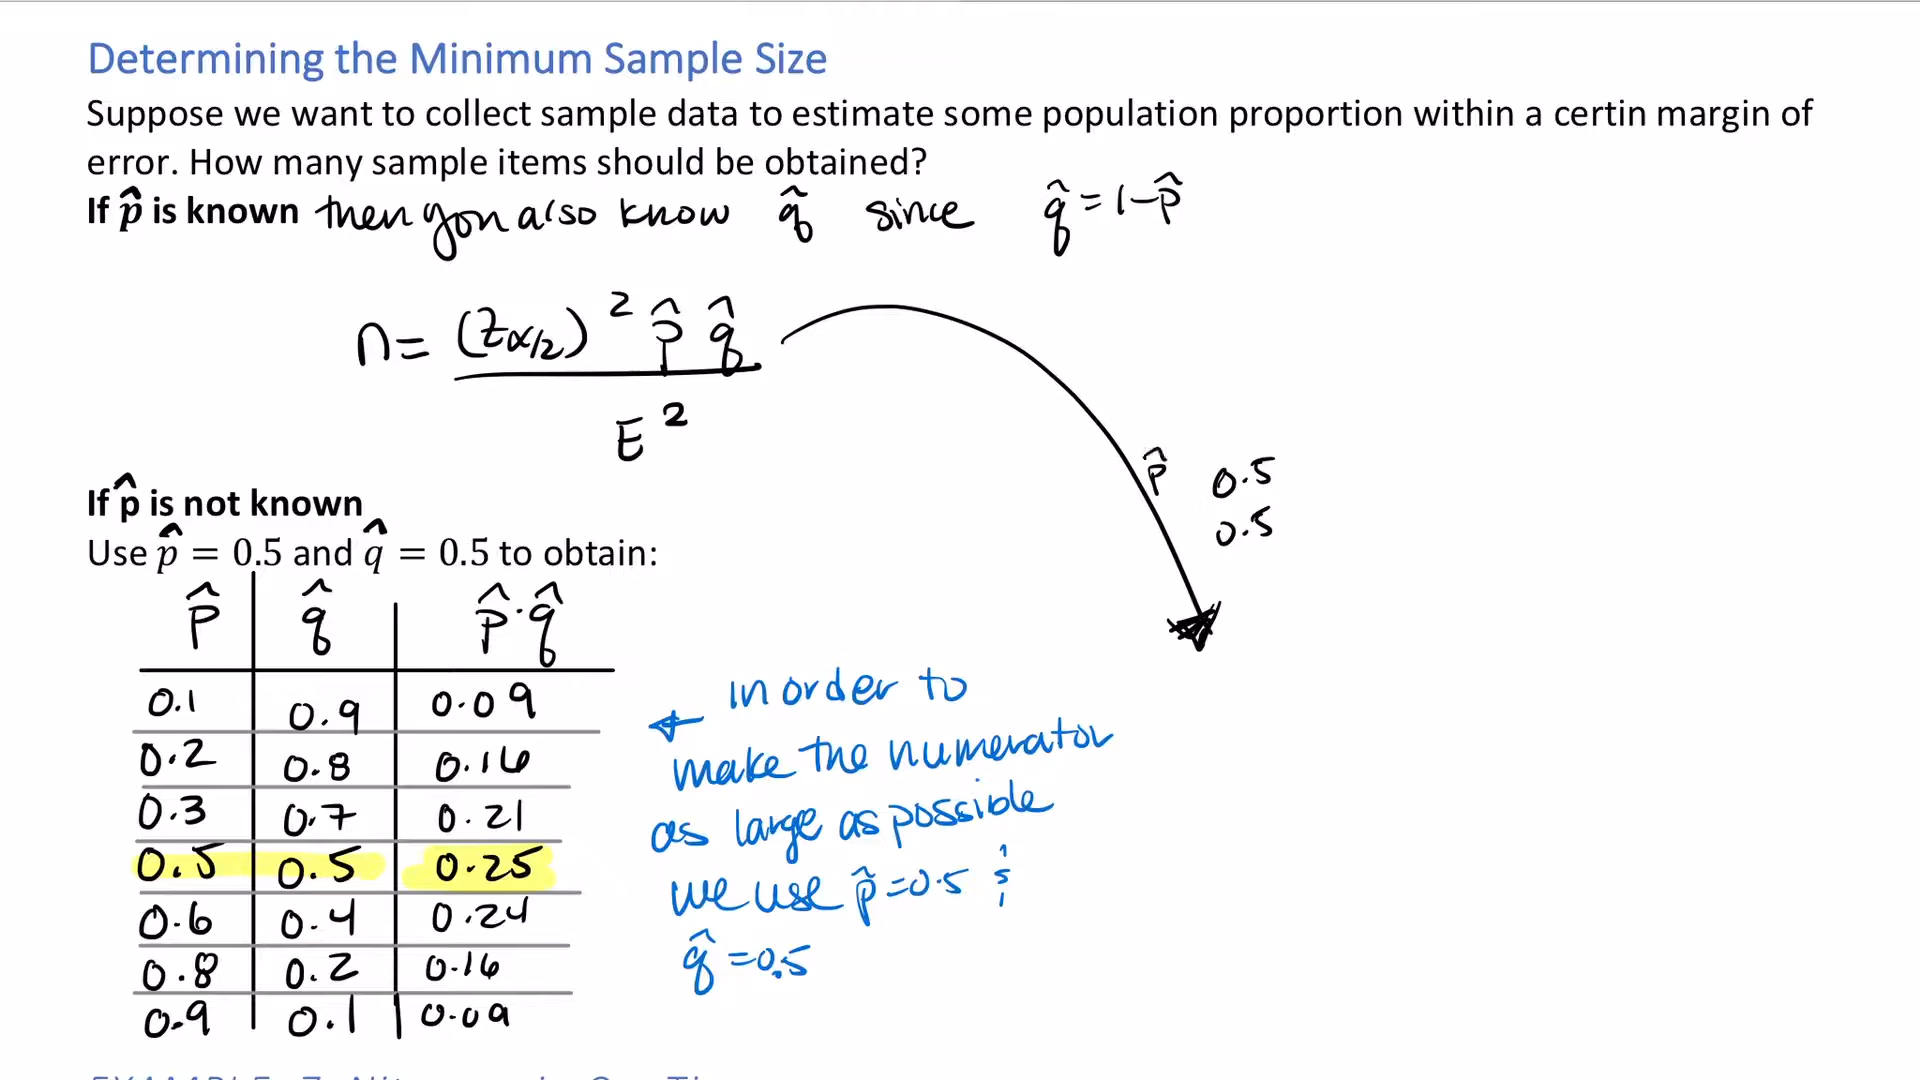 Determining the Minimum Sample Size
Suppose we want to collect sample data to estimate some population proportion within a certin margin of
error. How many sample items should be obtained?
If p̂ is known then you also know q̂ since q̂ = 1-p̂
n = (Zα/2)² p̂ q̂
E²
p̂ 0.5
0.5
If p̂ is not known
Use p̂ = 0.5 and q̂ = 0.5 to obtain:
p̂ q̂ p̂·q̂
0.1 0.9 0.09
0.2 0.8 0.16
0.3 0.7 0.21
0.5 0.5 0.25
0.6 0.4 0.24
0.8 0.2 0.16
0.9 0.1 0.09
in order to
make the numerator
as large as possible
we use p̂=0.5 &
q̂ =0.5